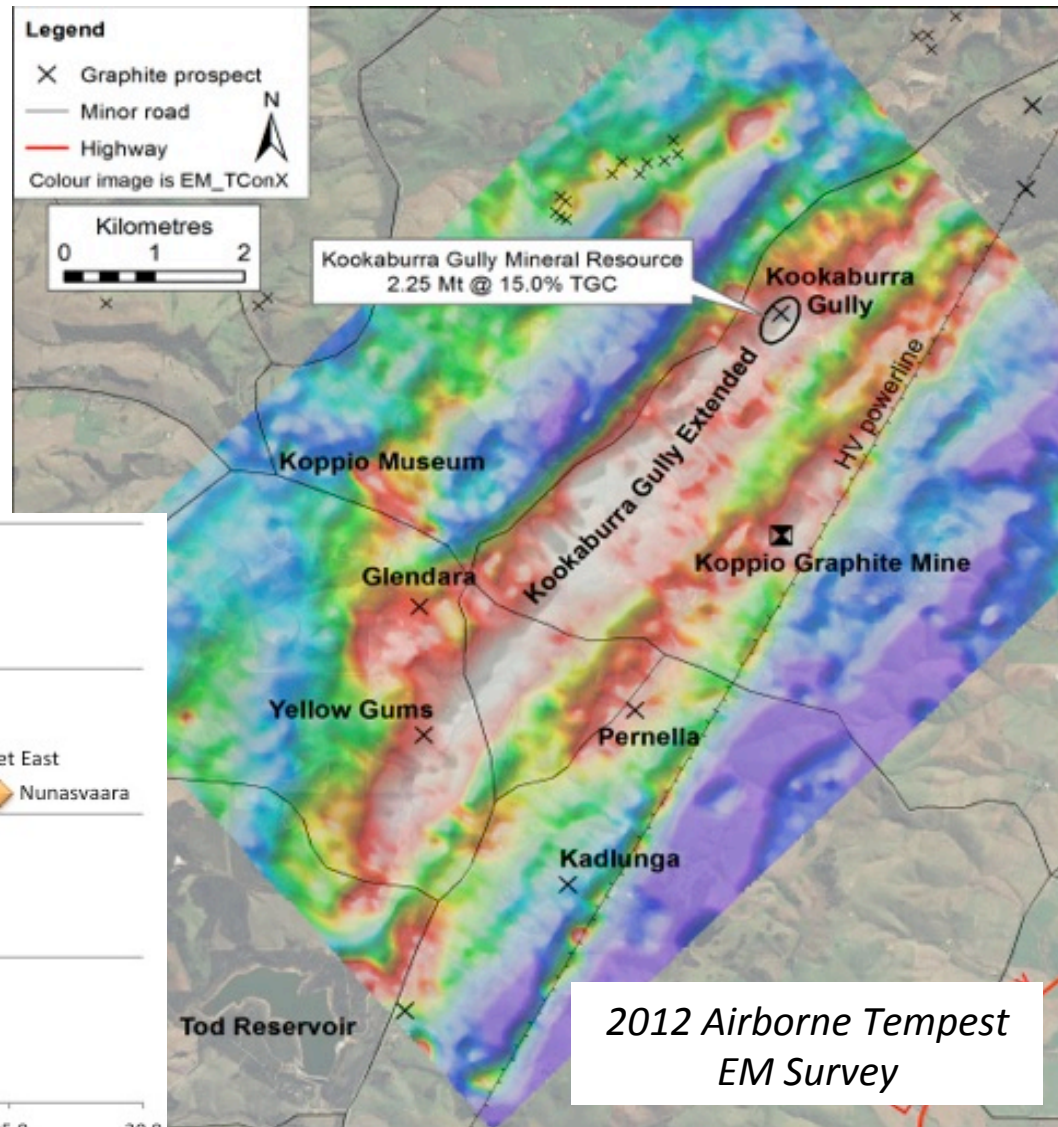 Legend
Graphite prospect
Minor road
Highway
N
Colour image is EM_TConX
Kilometres
0 1 2
Kookaburra Gully Mineral Resource
2.25 Mt @ 15.0% TGC
Kookaburra
Gully
Kookaburra Gully Extended
HV powerline
Koppio Museum
Koppio Graphite Mine
Glendara
Yellow Gums
Pernella
Kadlunga
Tod Reservoir
et East
Nunasvaara
2012 Airborne Tempest
EM Survey